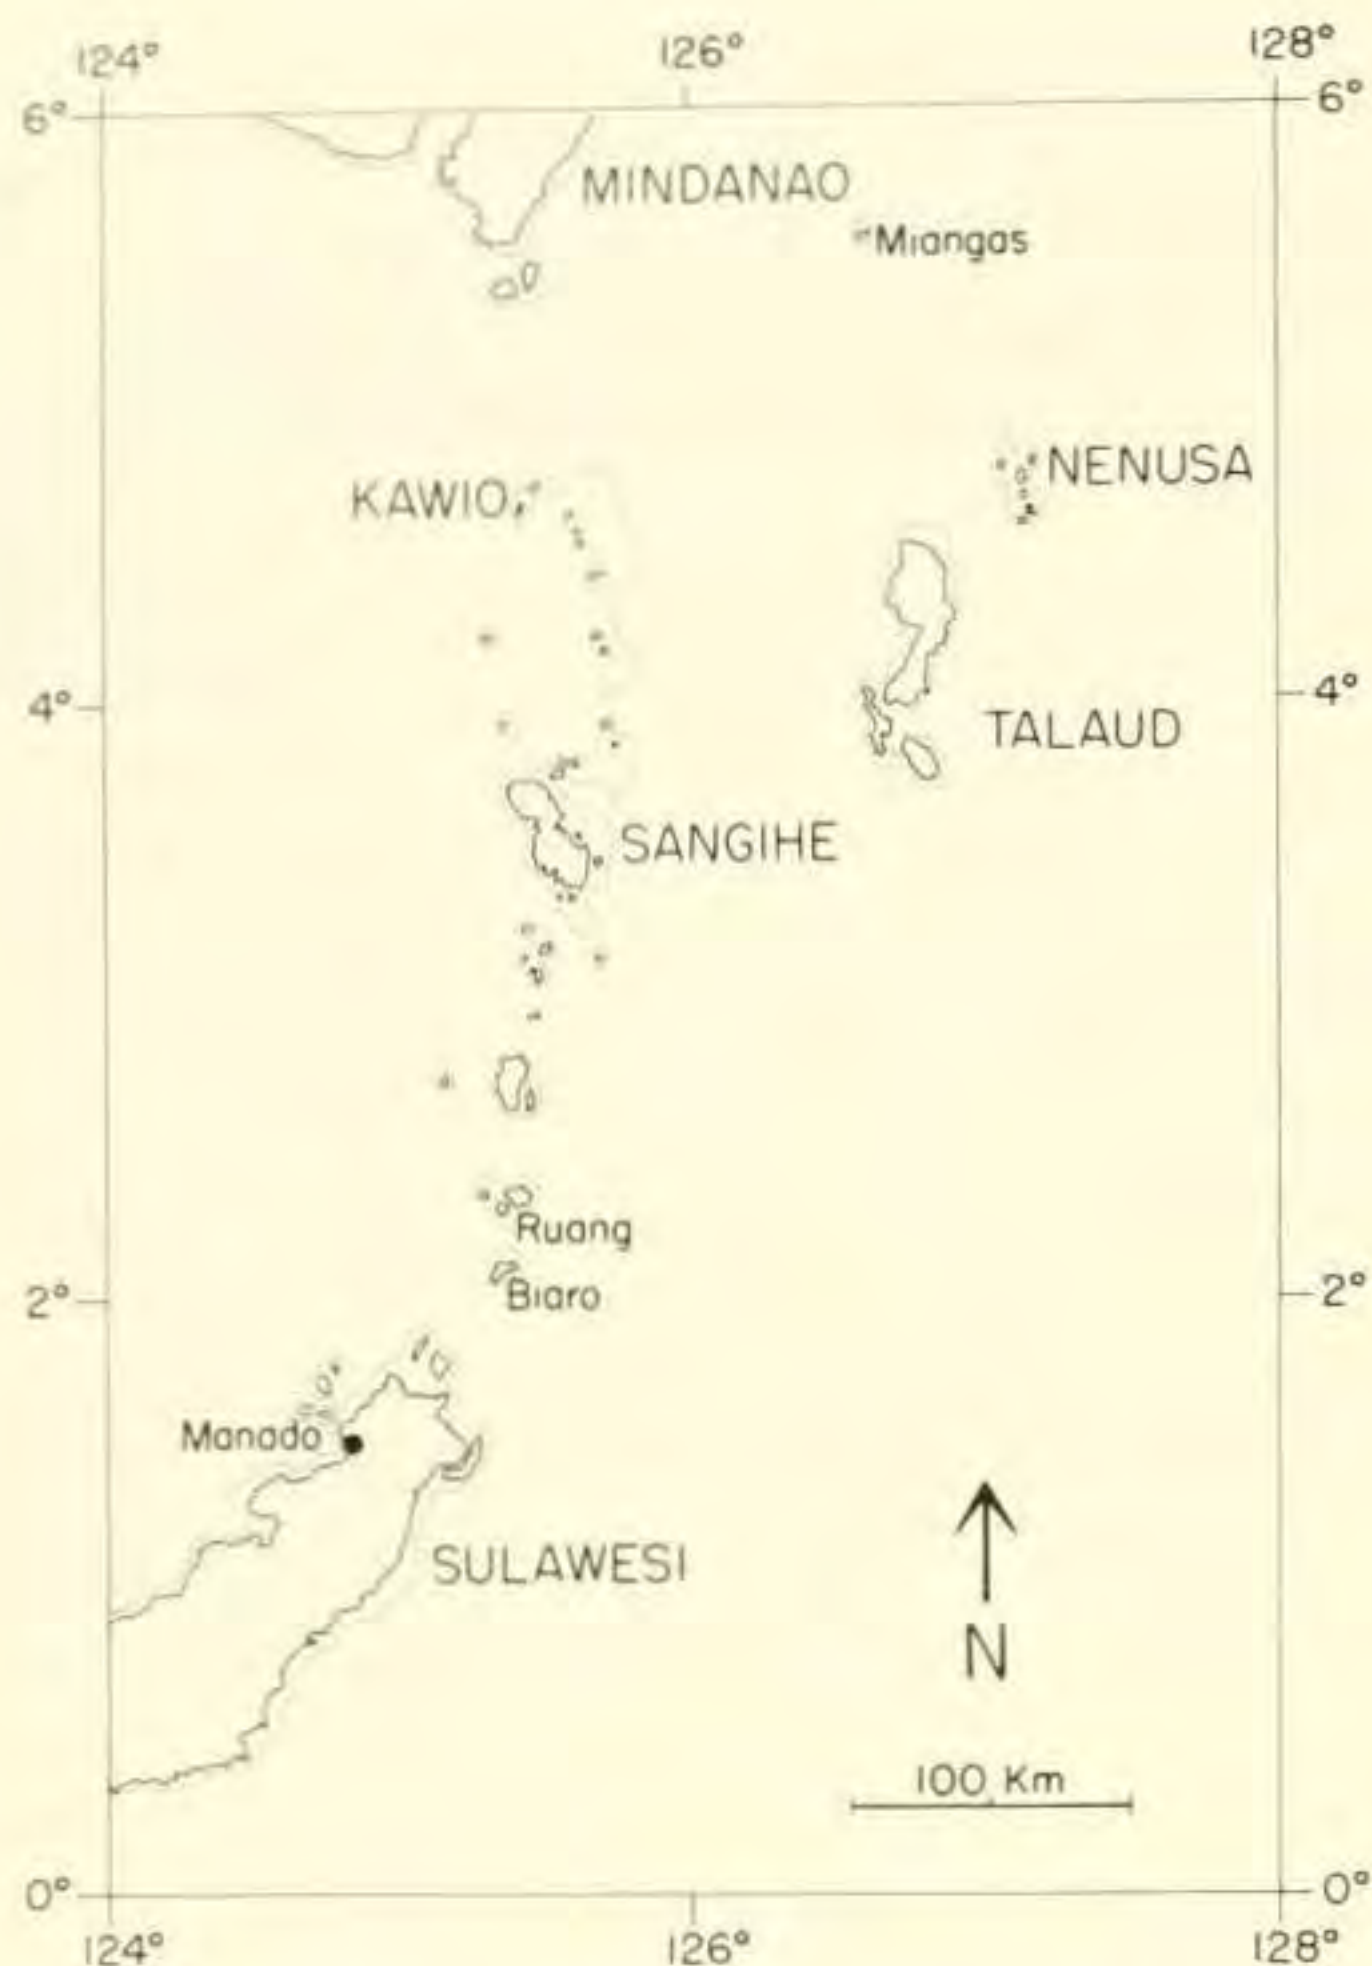 124° 126° 128°
6° 6°
MINDANAO
Miangas
NENUSA
KAWIO
4° 4°
TALAUD
SANGIHE
Ruang
Biaro
2° 2°
Manado
SULAWESI
N
100 Km
0° 0°
124° 126° 128°